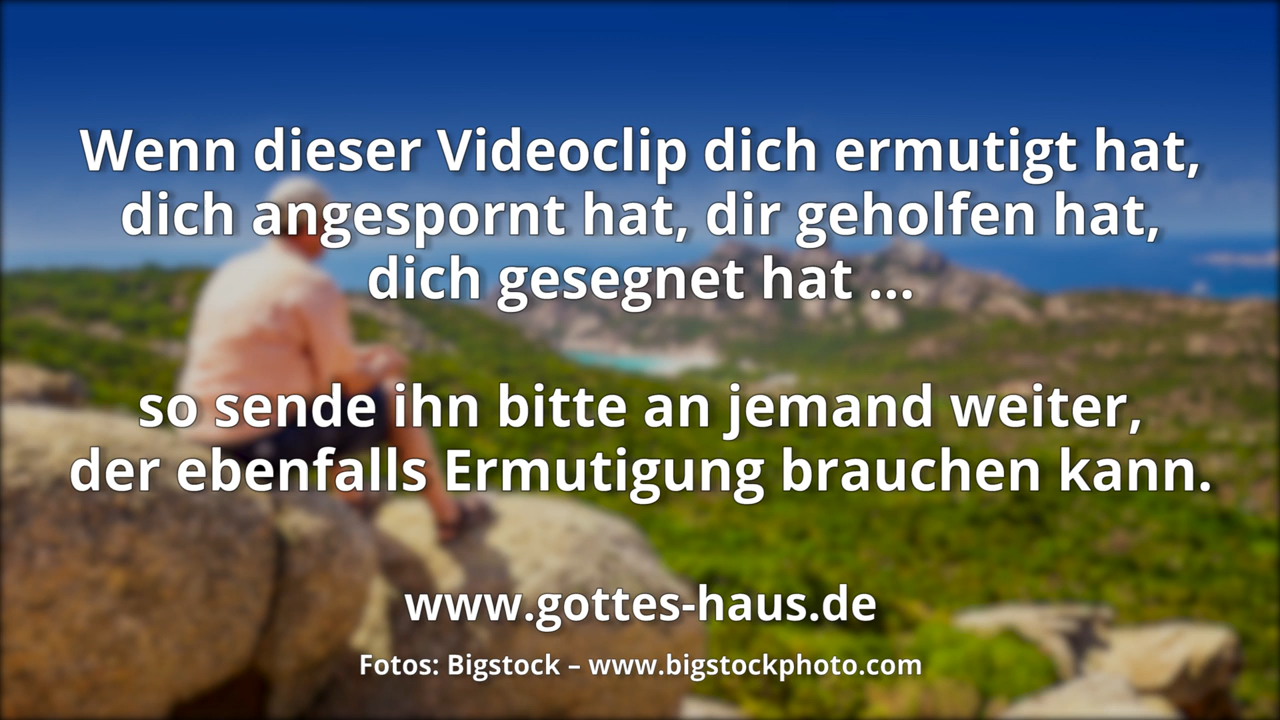 Wenn dieser Videoclip dich ermutigt hat,
dich angespornt hat, dir geholfen hat,
dich gesegnet hat ...
so sende ihn bitte an jemand weiter,
der ebenfalls Ermutigung brauchen kann.
www.gottes-haus.de
Fotos: Bigstock – www.bigstockphoto.com